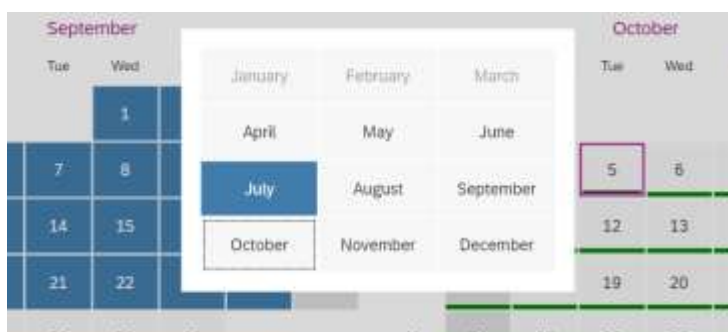 September
October
Tue Wed
Tue Wed
January February March
April May June
July August September
October November December
1
7 8
14 15
21 22
5 6
12 13
19 20